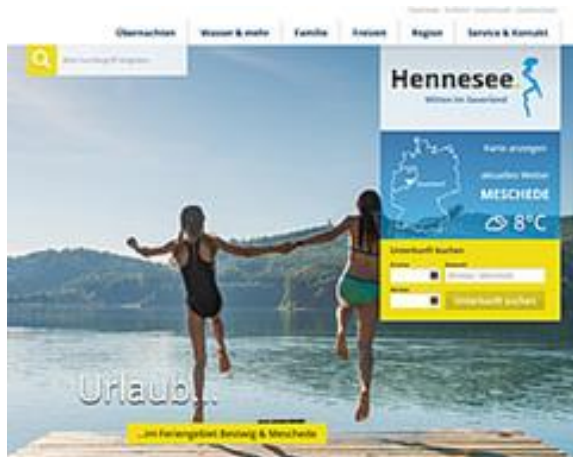 Übernachten Wasser & mehr Familie Freizeit Region Service & Kontakt
Hennesee
Mitten im Sauerland
Karte anzeigen
aktuelles Wetter
MESCHEDE
8°C
Unterkunft buchen
Unterkunft suchen
Urlaub...
...im Feriengebiet Bestwig & Meschede